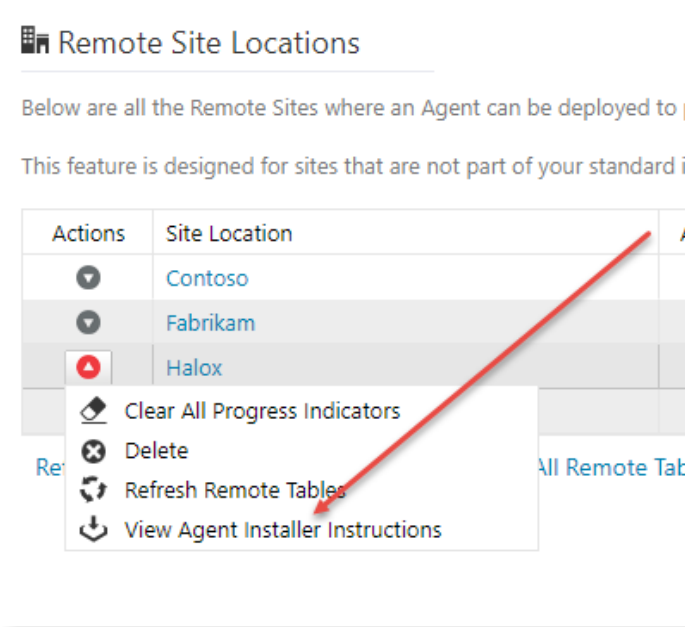 Remote Site Locations
Below are all the Remote Sites where an Agent can be deployed to
This feature is designed for sites that are not part of your standard
Actions Site Location
Contoso
Fabrikam
Halox
Clear All Progress Indicators
Delete
All Remote
Refresh Remote Tables
View Agent Installer Instructions